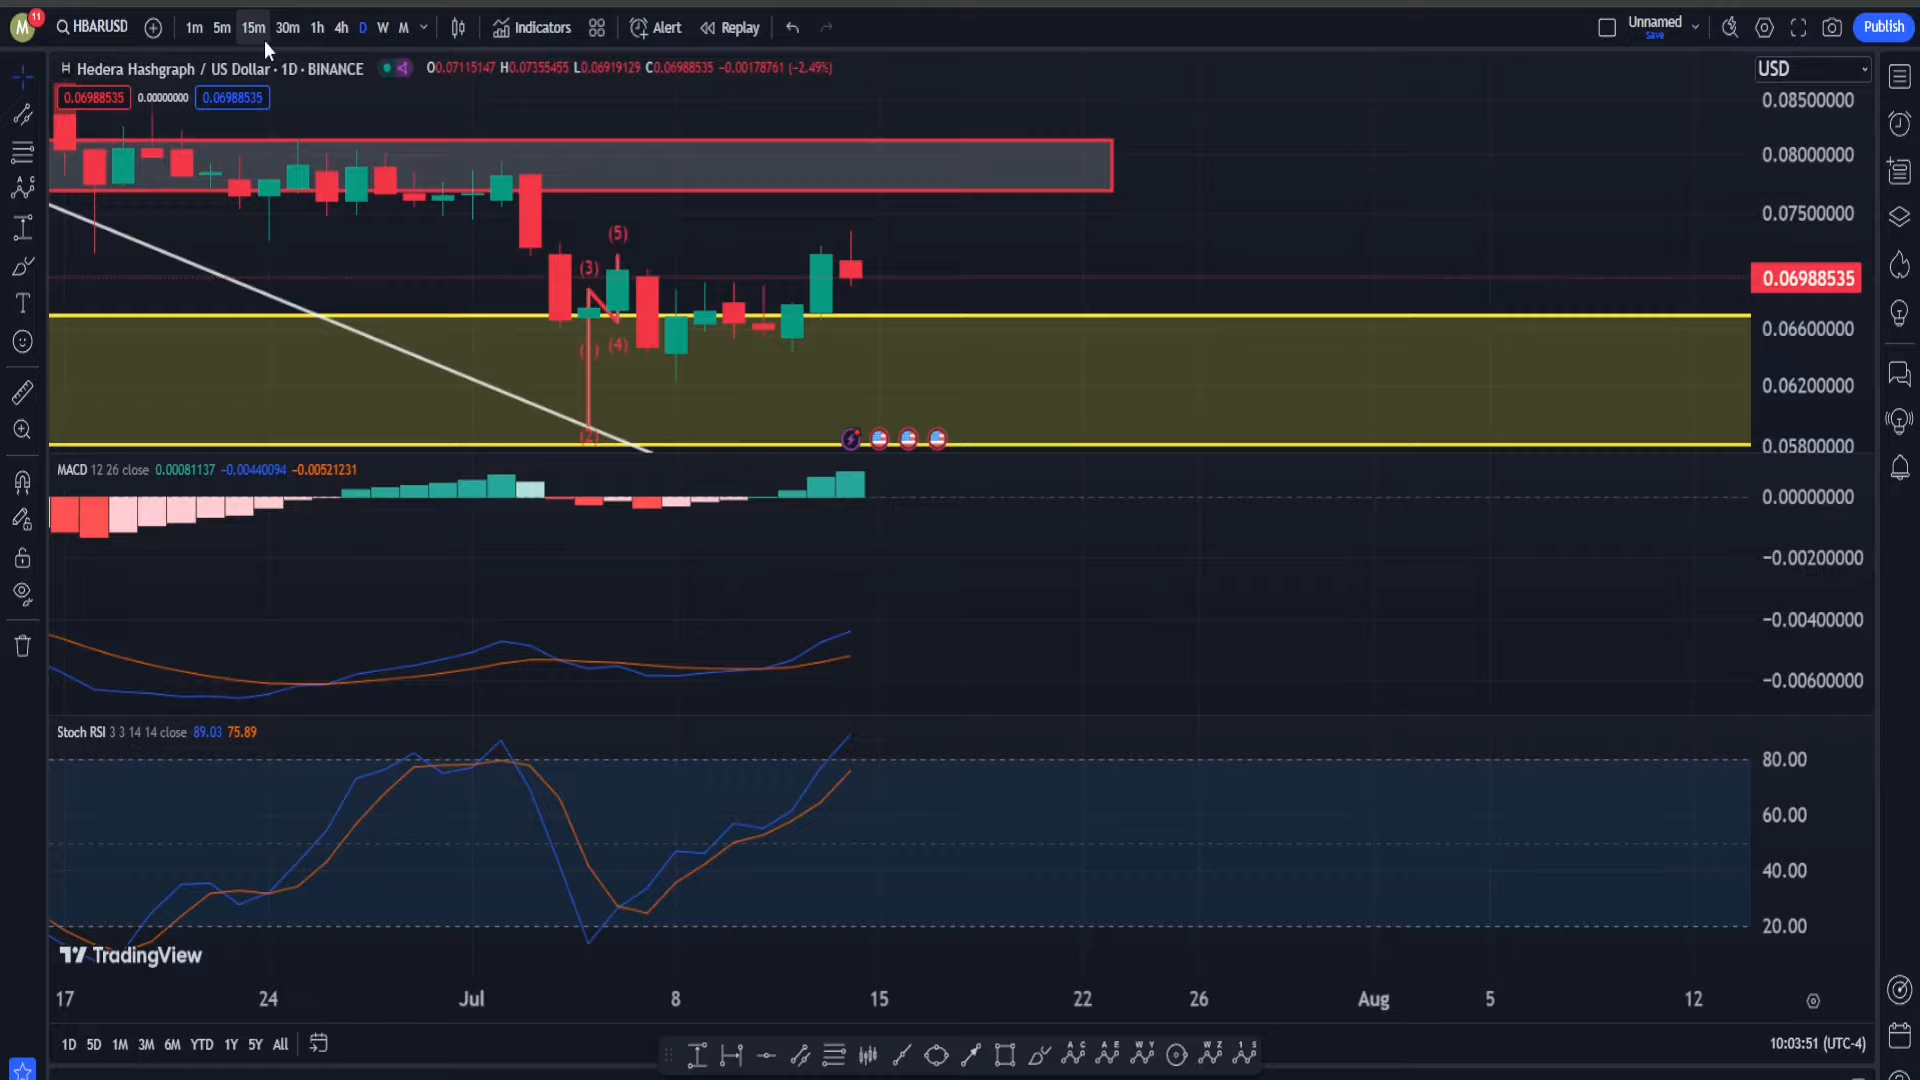 M 11 HBARUSD 1m 5m 15m 30m 1h 4h D W M Indicators Alert Replay Unnamed Save Publish
Hedera Hashgraph / US Dollar · 1D · BINANCE O0.07115147 H0.07355455 L0.06919129 C0.06988535 −0.00178761 (−2.49%) USD
0.06988535 0.00000000 0.06988535
0.08500000
0.08000000
0.07500000
(5)
(3)
0.06988535
0.06600000
(4)
0.06200000
(2)
0.05800000
MACD 12 26 close 0.00081137 −0.00440094 −0.00521231
0.00000000
−0.00200000
−0.00400000
−0.00600000
Stoch RSI 3 3 14 14 close 89.03 75.89
80.00
60.00
40.00
20.00
TradingView
17 24 Jul 8 15 22 26 Aug 5 12
1D 5D 1M 3M 6M YTD 1Y 5Y All 10:03:51 (UTC-4)